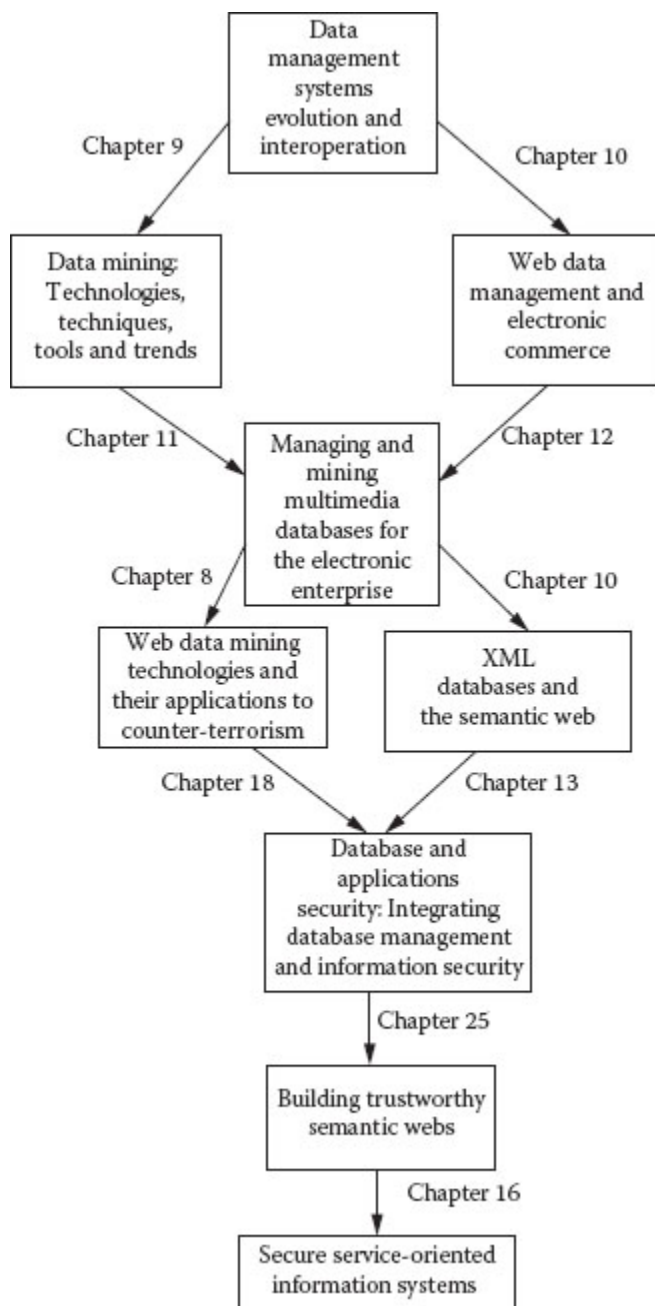 Data
management
systems
evolution and
interoperation
Chapter 9
Chapter 10
Data mining:
Technologies,
techniques,
tools and trends
Web data
management and
electronic
commerce
Chapter 11
Chapter 12
Managing and
mining
multimedia
databases for
the electronic
enterprise
Chapter 8
Chapter 10
Web data mining
technologies and
their applications to
counter-terrorism
XML
databases and
the semantic web
Chapter 18
Chapter 13
Database and
applications
security: Integrating
database management
and information security
Chapter 25
Building trustworthy
semantic webs
Chapter 16
Secure service-oriented
information systems